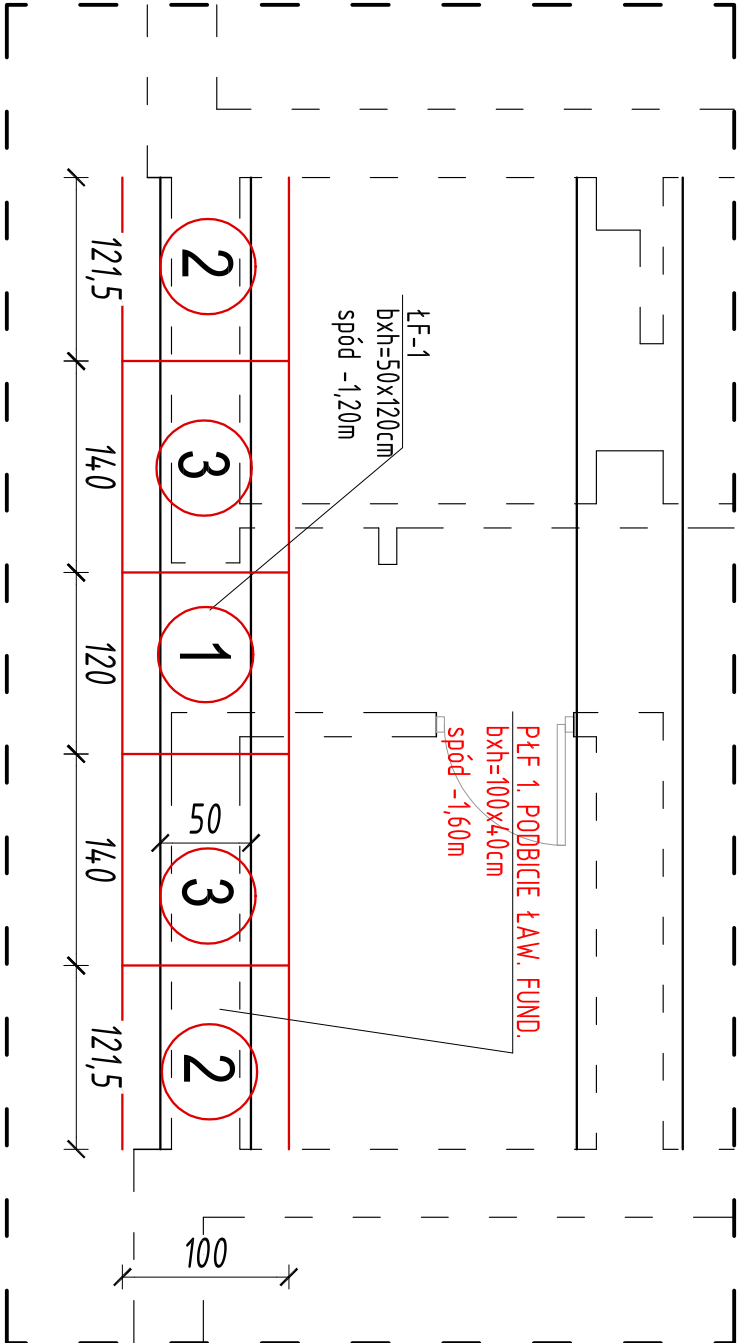 2
3
1
3
2
121,5
140
120
140
121,5
50
100
ŁF-1
bxh=50x120cm
spód -1,20m
PŁF 1. PODBICIE ŁAW. FUND.
bxh=100x40cm
spód -1,60m